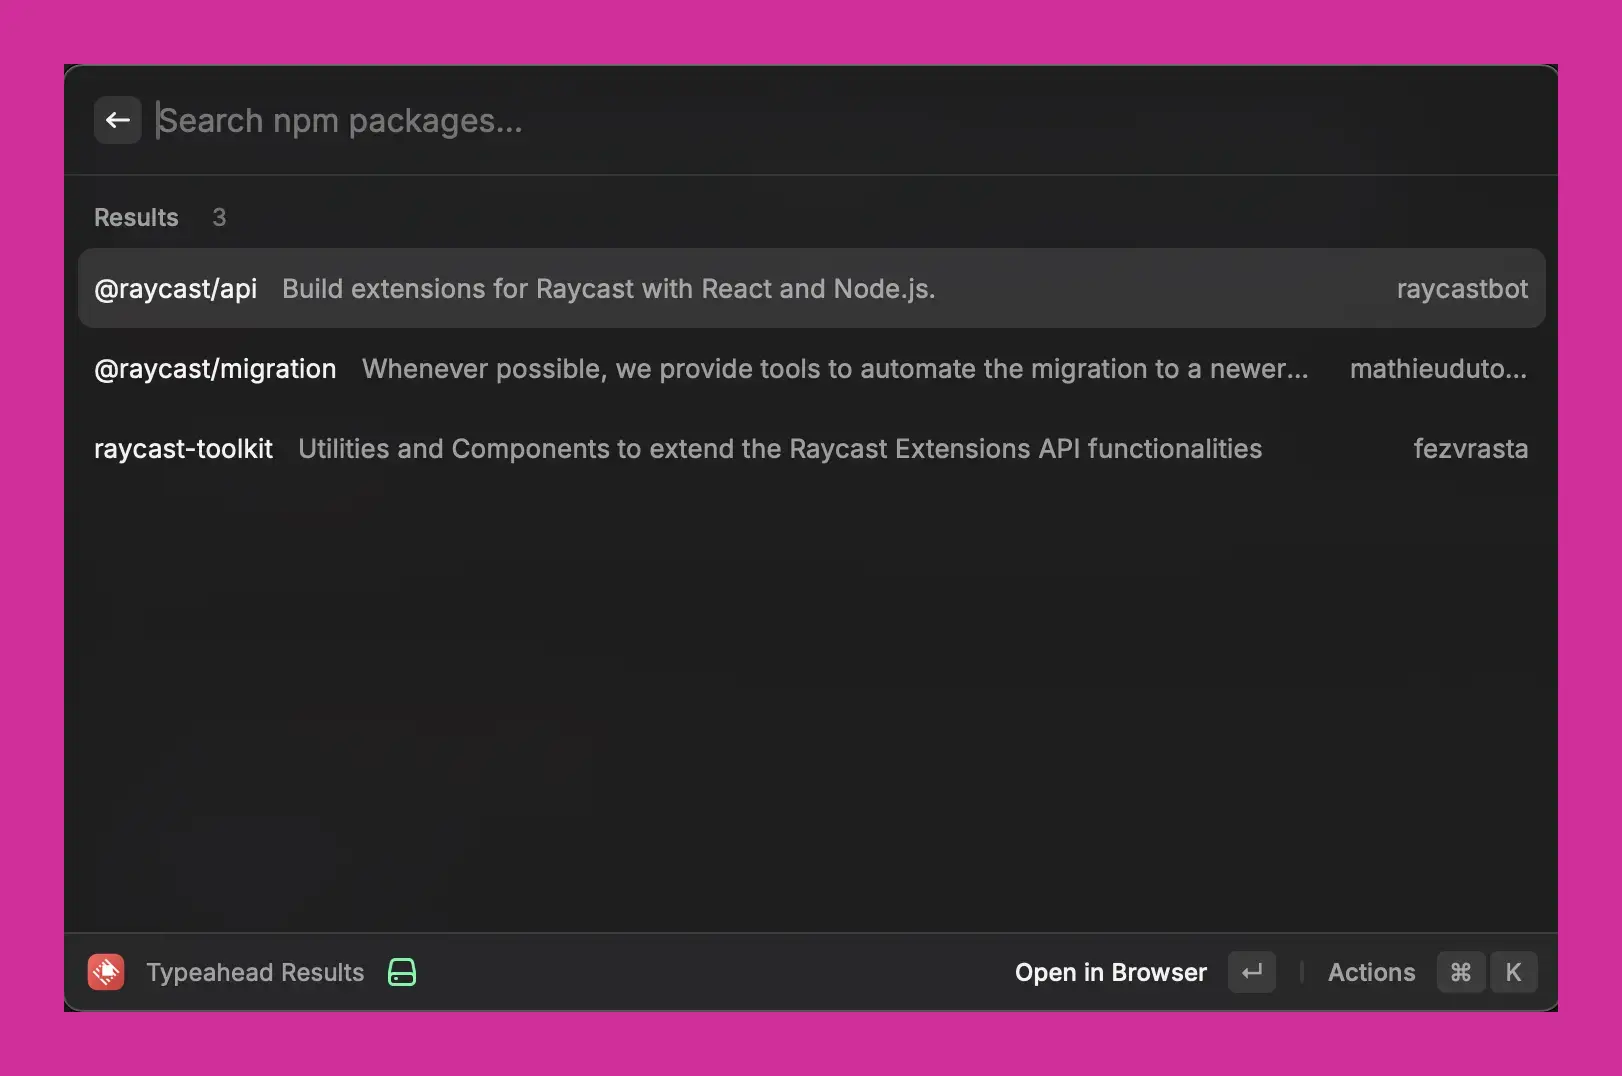 Search npm packages...
Results 3
@raycast/api Build extensions for Raycast with React and Node.js. raycastbot
@raycast/migration Whenever possible, we provide tools to automate the migration to a newer... mathieuduto...
raycast-toolkit Utilities and Components to extend the Raycast Extensions API functionalities fezvrasta
Typeahead Results Open in Browser ↵ Actions ⌘ K